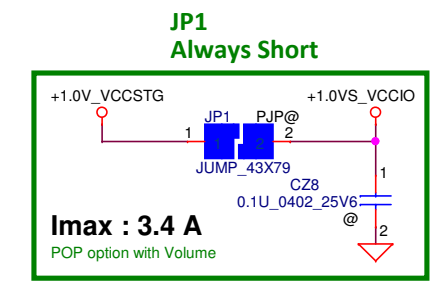 JP1
Always Short
+1.0V_VCCSTG
+1.0VS_VCCIO
JP1
PJP@
1
1
2
2
JUMP_43X79
1
CZ8
0.1U_0402_25V6
@
2
Imax : 3.4 A
POP option with Volume